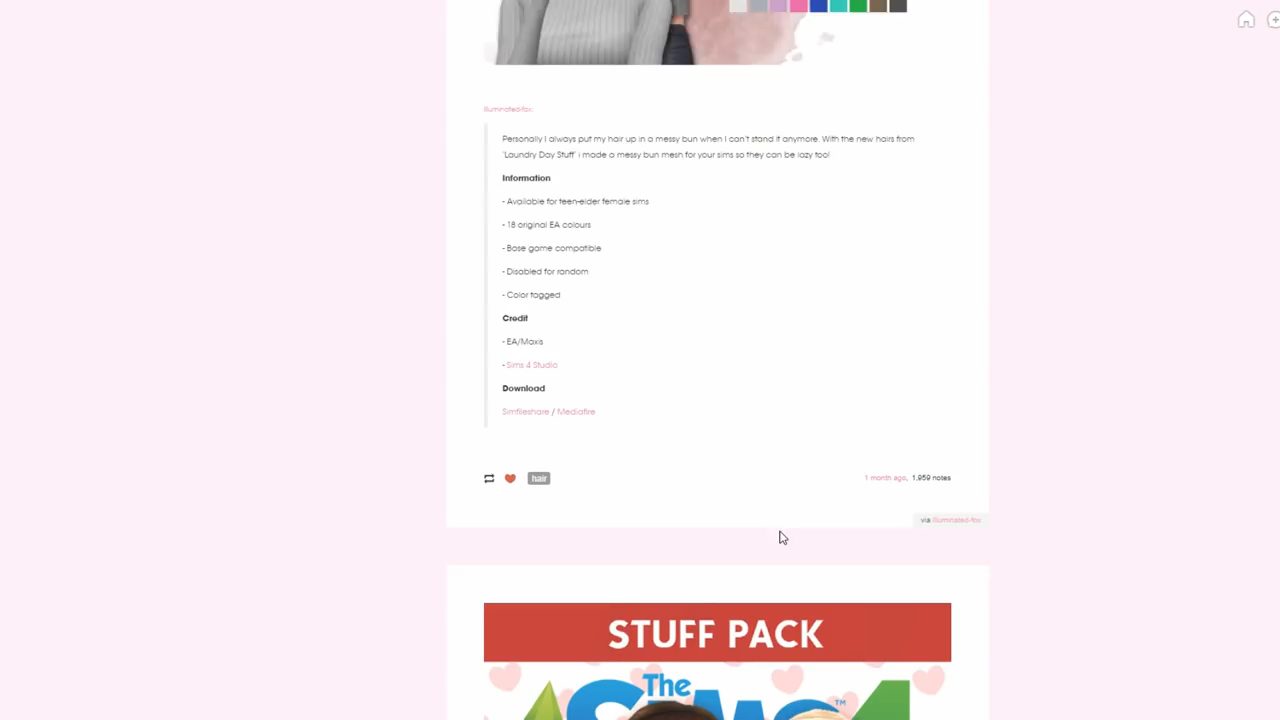 illuminated-fox:
Personally I always put my hair up in a messy bun when I can't stand it anymore. With the new hairs from
'Laundry Day Stuff' i made a messy bun mesh for your sims so they can be lazy too!
Information
- Available for teen-elder female sims
- 18 original EA colours
- Base game compatible
- Disabled for random
- Color tagged
Credit
- EA/Maxis
- Sims 4 Studio
Download
Simfileshare / Mediafire
hair
1 month ago, 1,959 notes
via illuminated-fox
STUFF PACK
The
SIMS 4
TM